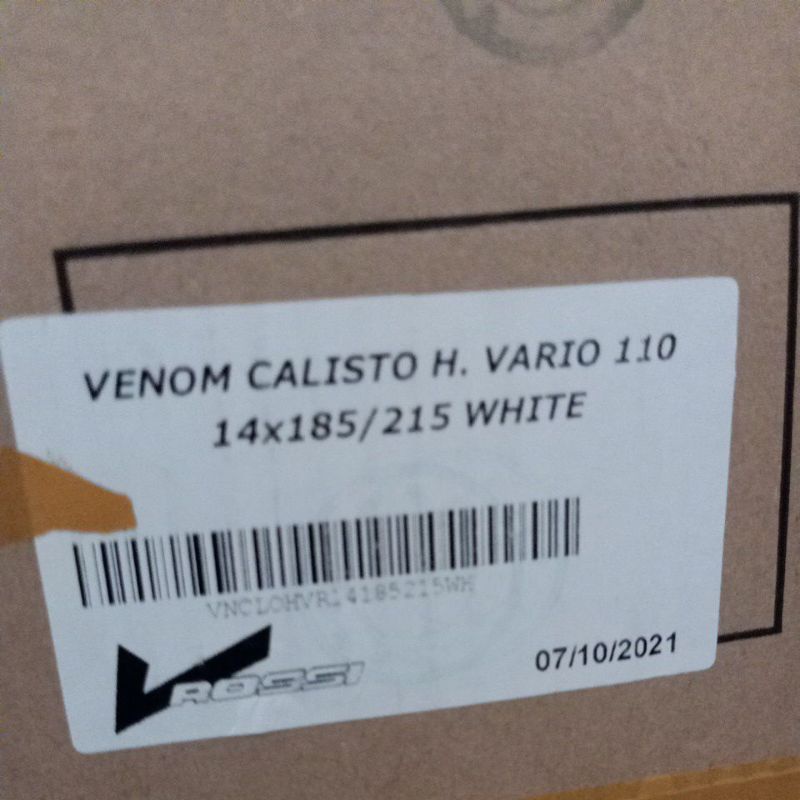 VENOM CALISTO H. VARIO 110
14x185/215 WHITE
VNCLOHVR14185215WH
V ROSSI
07/10/2021